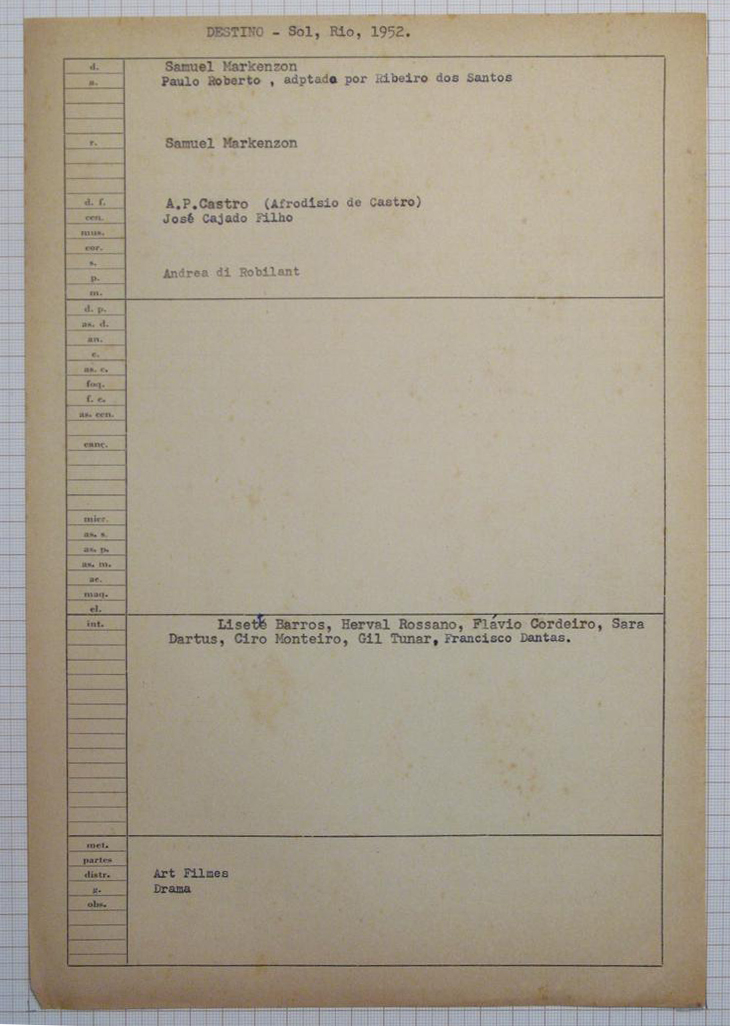 DESTINO - Sol, Rio, 1952.
d. Samuel Markenzon
a. Paulo Roberto , adptada por Ribeiro dos Santos
r. Samuel Markenzon
d. f. A.P.Castro (Afrodisio de Castro)
cen. José Cajado Filho
mus.
cor.
s.
p. Andrea di Robilant
m.
d. p.
as. d.
an.
c.
as. c.
foq.
f. c.
as. cen.
canc.
micr.
as. s.
as. p.
as. m.
ac.
maq.
el.
int. Liseté Barros, Herval Rossano, Flávio Cordeiro, Sara
Dartus, Ciro Monteiro, Gil Tunar, Francisco Dantas.
met.
partes
distr. Art Filmes
g. Drama
obs.